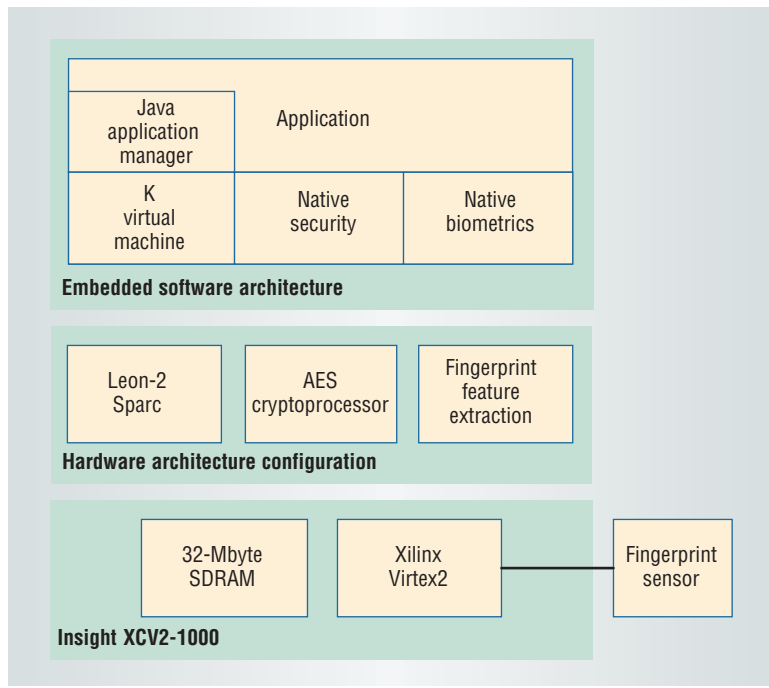 Java
application
manager
Application
K
virtual
machine
Native
security
Native
biometrics
Embedded software architecture
Leon-2
Sparc
AES
cryptoprocessor
Fingerprint
feature
extraction
Hardware architecture configuration
32-Mbyte
SDRAM
Xilinx
Virtex2
Fingerprint
sensor
Insight XCV2-1000